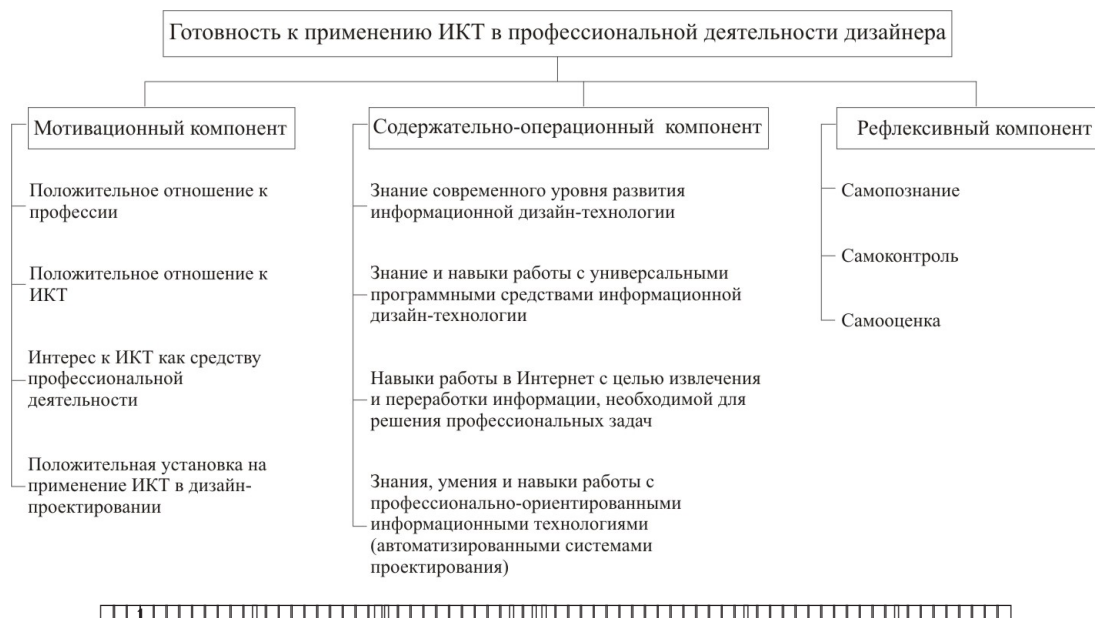 Готовность к применению ИКТ в профессиональной деятельности дизайнера
Мотивационный компонент
Положительное отношение к
профессии
Положительное отношение к
ИКТ
Интерес к ИКТ как средству
профессиональной
деятельности
Положительная установка на
применение ИКТ в дизайн-
проектировании
Содержательно-операционный компонент
Знание современного уровня развития
информационной дизайн-технологии
Знание и навыки работы с универсальными
программными средствами информационной
дизайн-технологии
Навыки работы в Интернет с целью извлечения
и переработки информации, необходимой для
решения профессиональных задач
Знания, умения и навыки работы с
профессионально-ориентированными
информационными технологиями
(автоматизированными системами
проектирования)
Рефлексивный компонент
Самопознание
Самоконтроль
Самооценка